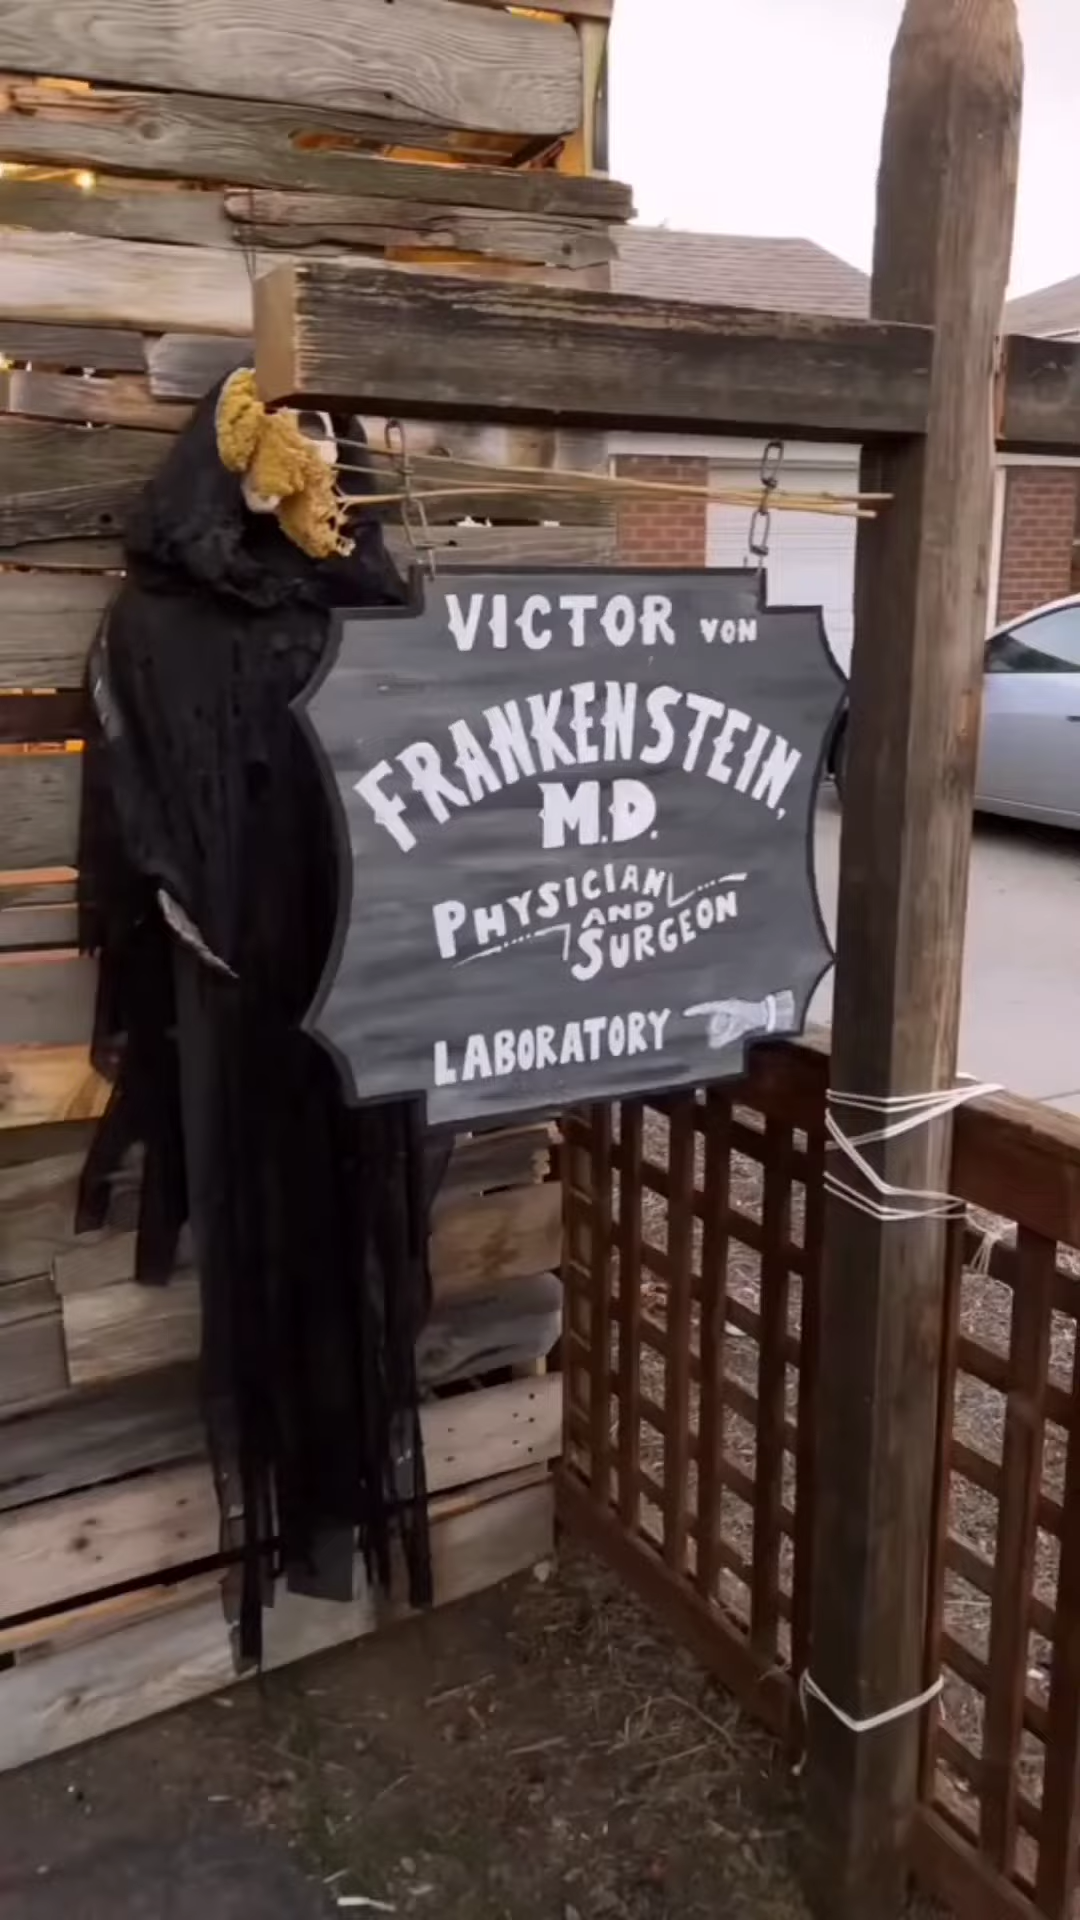 VICTOR VON
FRANKENSTEIN,
M.D.
PHYSICIAN
AND
SURGEON
LABORATORY